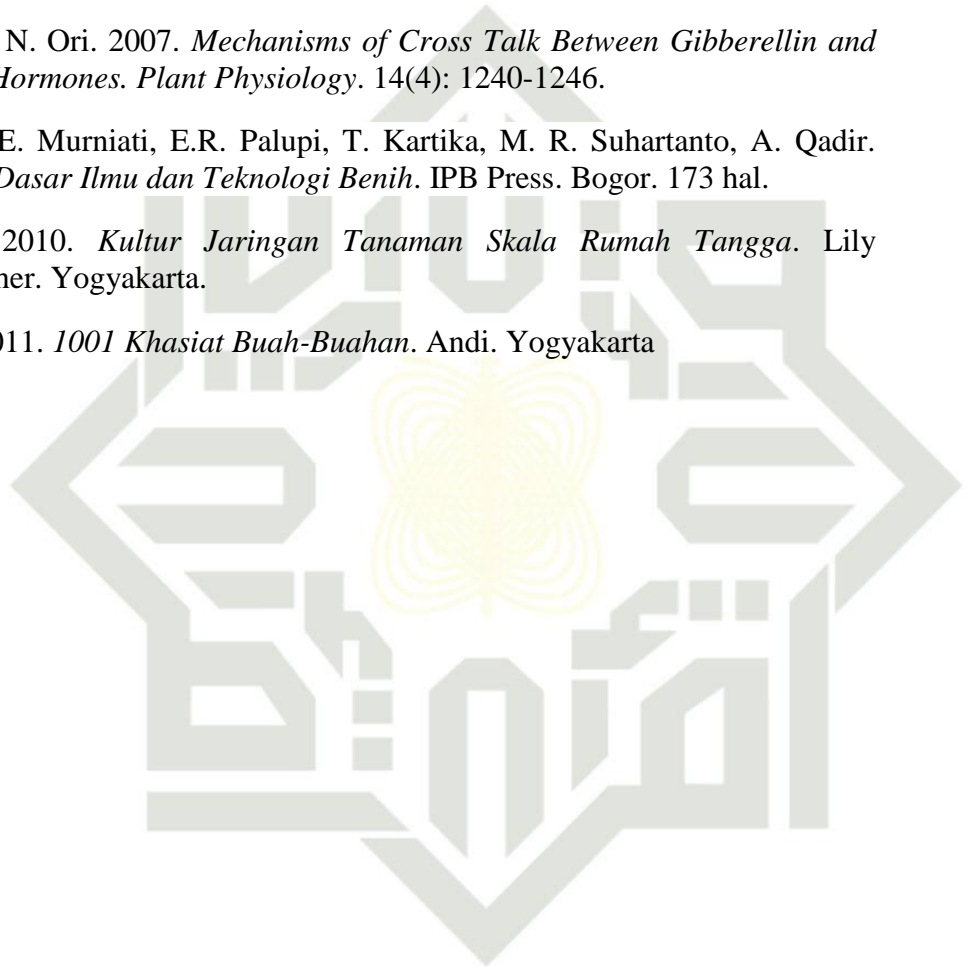 N. Ori. 2007. Mechanisms of Cross Talk Between Gibberellin and
Hormones. Plant Physiology. 14(4): 1240-1246.
E. Murniati, E.R. Palupi, T. Kartika, M. R. Suhartanto, A. Qadir.
Dasar Ilmu dan Teknologi Benih. IPB Press. Bogor. 173 hal.
2010. Kultur Jaringan Tanaman Skala Rumah Tangga. Lily
her. Yogyakarta.
011. 1001 Khasiat Buah-Buahan. Andi. Yogyakarta